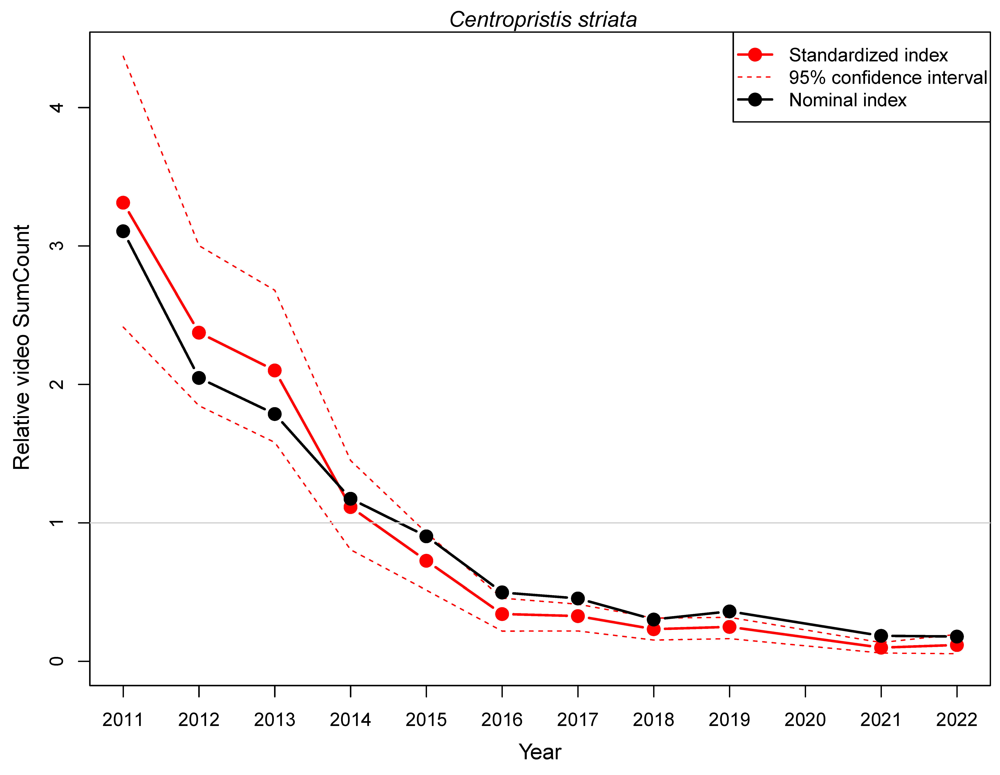 Centropristis striata
Standardized index
95% confidence interval
Nominal index
Relative video SumCount
4
3
2
1
0
2011 2012 2013 2014 2015 2016 2017 2018 2019 2020 2021 2022
Year